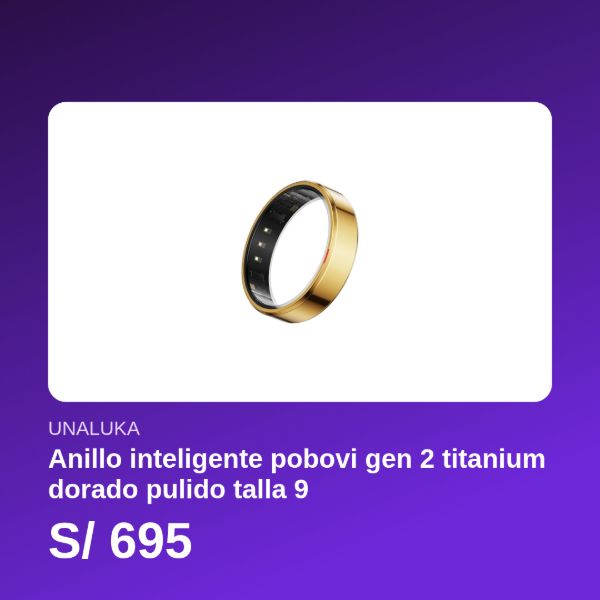 UNALUKA
Anillo inteligente pobovi gen 2 titanium
dorado pulido talla 9
S/ 695